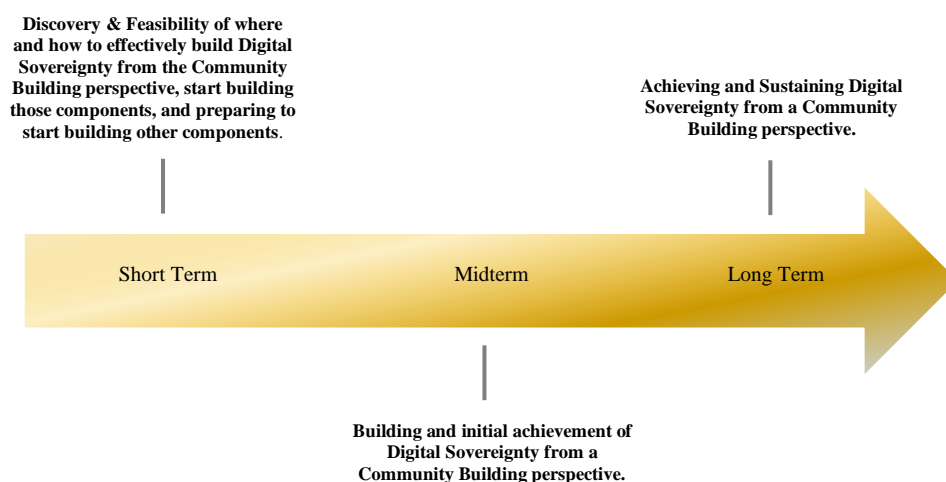 Discovery & Feasibility of where
and how to effectively build Digital
Sovereignty from the Community
Building perspective, start building
those components, and preparing to
start building other components.
Achieving and Sustaining Digital
Sovereignty from a Community
Building perspective.
Short Term
Midterm
Long Term
Building and initial achievement of
Digital Sovereignty from a
Community Building perspective.